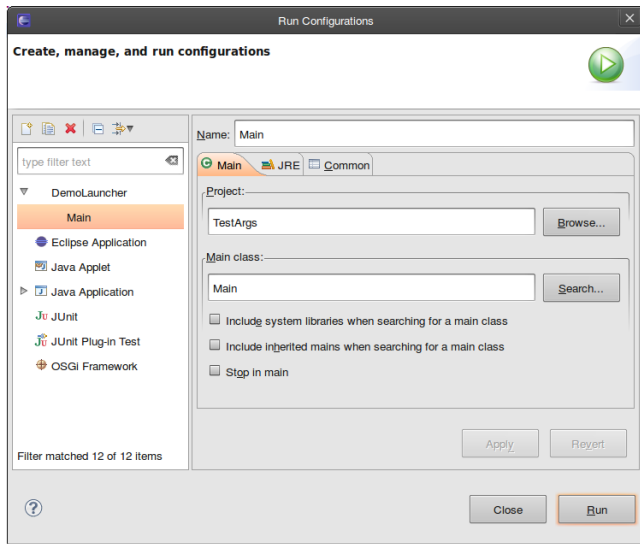 Run Configurations
Create, manage, and run configurations
type filter text
DemoLauncher
Main
Eclipse Application
Java Applet
Java Application
JUnit
JUnit Plug-in Test
OSGi Framework
Filter matched 12 of 12 items
Name: Main
Main JRE Common
Project:
TestArgs Browse...
Main class:
Main Search...
Include system libraries when searching for a main class
Include inherited mains when searching for a main class
Stop in main
Apply Revert
Close Run